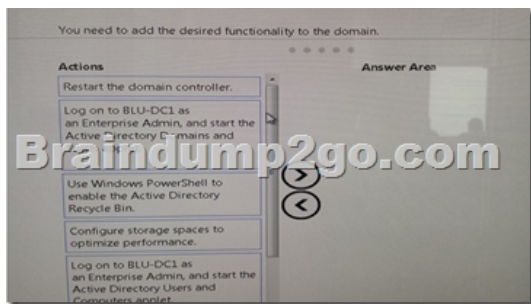 You need to add the desired functionality to the domain.
Actions
Answer Area
Restart the domain controller.
Log on to BLU-DC1 as
an Enterprise Admin, and start the
Active Directory Domains and
Braindump2go.com
Use Windows PowerShell to
enable the Active Directory
Recycle Bin.
Configure storage spaces to
optimize performance.
Log on to BLU-DC1 as
an Enterprise Admin, and start the
Active Directory Users and
Computers applet